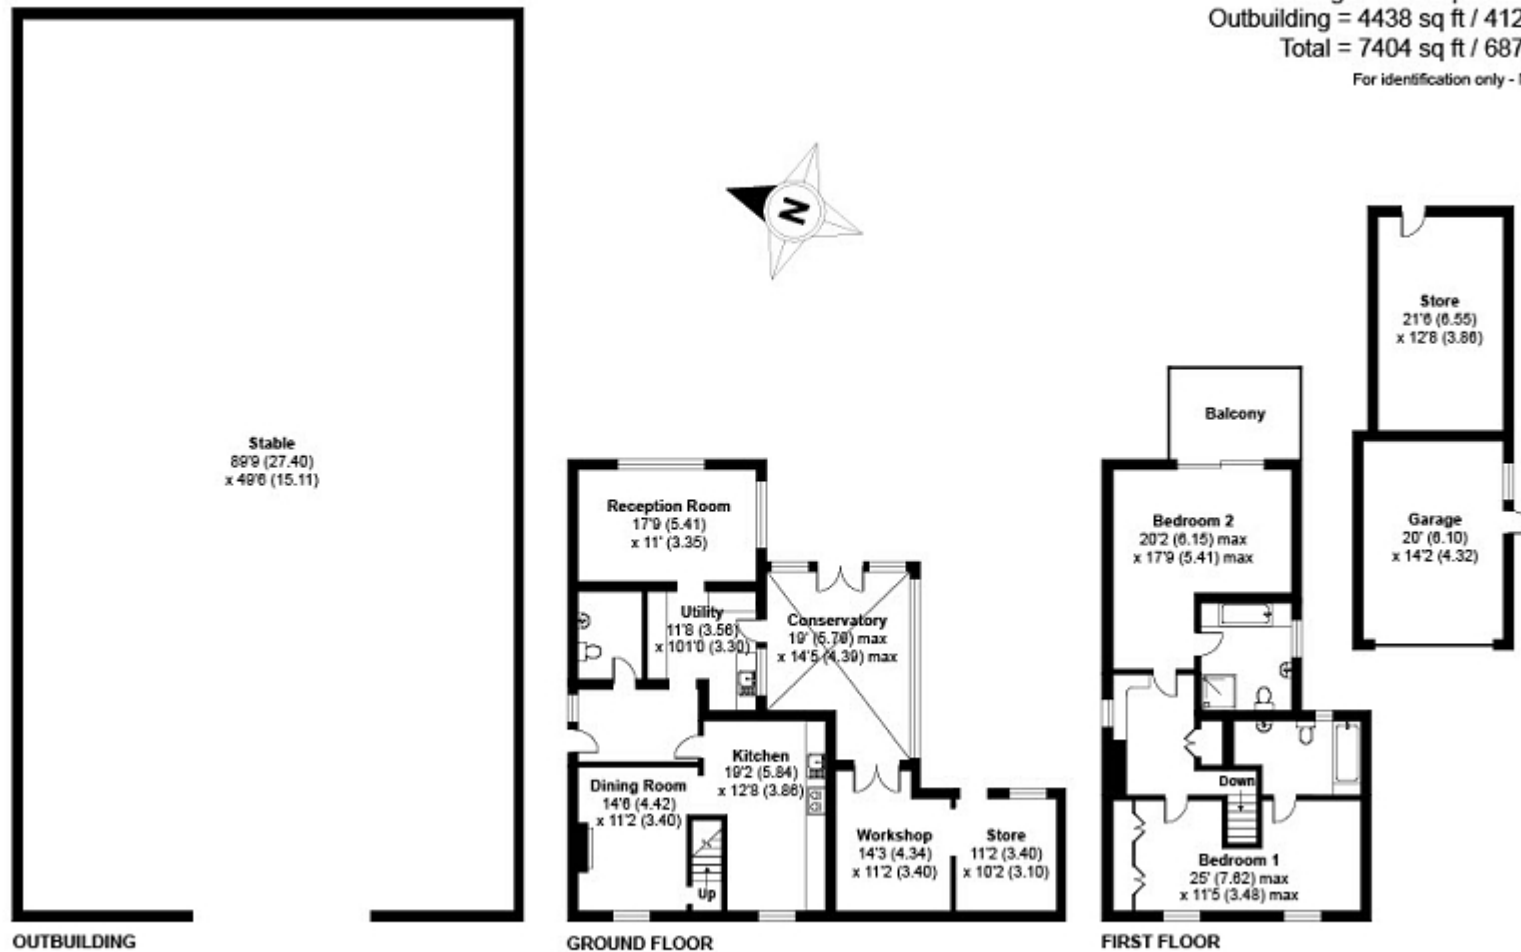 Outbuilding = 4438 sq ft / 412
Total = 7404 sq ft / 687
For identification only -
N
Stable
89'9 (27.40)
x 49'6 (15.11)
Reception Room
17'9 (5.41)
x 11' (3.35)
Utility
11'8 (3.56)
x 101'0 (3.30)
Conservatory
19' (5.79) max
x 14'5 (4.39) max
Kitchen
19'2 (5.84)
x 12'8 (3.86)
Dining Room
14'6 (4.42)
x 11'2 (3.40)
Up
Workshop
14'3 (4.34)
x 11'2 (3.40)
Store
11'2 (3.40)
x 10'2 (3.10)
Balcony
Bedroom 2
20'2 (6.15) max
x 17'9 (5.41) max
Down
Bedroom 1
25' (7.62) max
x 11'5 (3.48) max
Store
21'6 (6.55)
x 12'8 (3.86)
Garage
20' (6.10)
x 14'2 (4.32)
OUTBUILDING
GROUND FLOOR
FIRST FLOOR